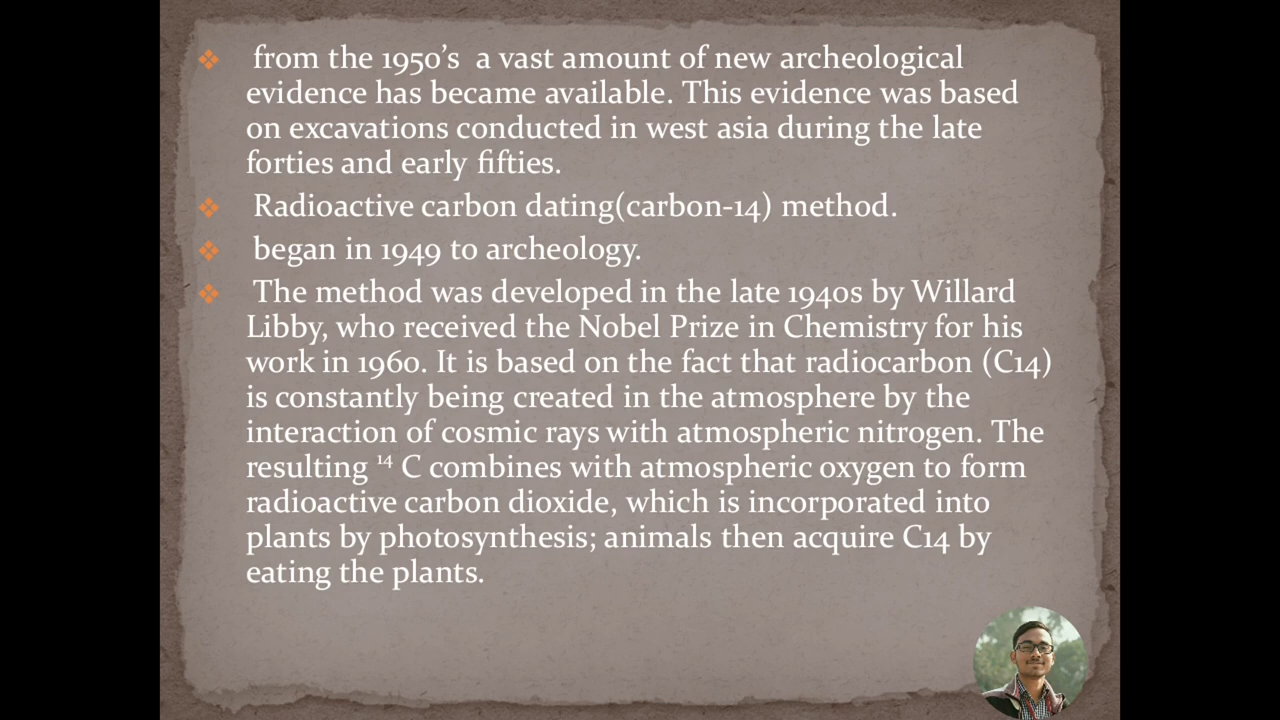 ❖ from the 1950's a vast amount of new archeological
evidence has became available. This evidence was based
on excavations conducted in west asia during the late
forties and early fifties.
❖ Radioactive carbon dating(carbon-14) method.
❖ began in 1949 to archeology.
❖ The method was developed in the late 1940s by Willard
Libby, who received the Nobel Prize in Chemistry for his
work in 1960. It is based on the fact that radiocarbon (C14)
is constantly being created in the atmosphere by the
interaction of cosmic rays with atmospheric nitrogen. The
resulting ¹⁴ C combines with atmospheric oxygen to form
radioactive carbon dioxide, which is incorporated into
plants by photosynthesis; animals then acquire C14 by
eating the plants.